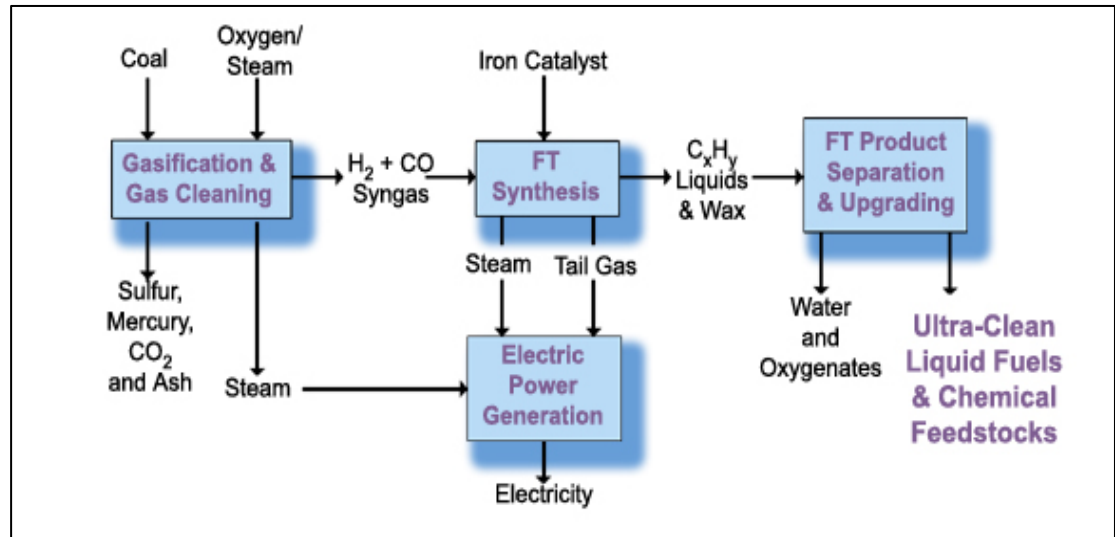 Coal
Oxygen/
Steam
Iron Catalyst
Gasification &
Gas Cleaning
H₂ + CO
Syngas
FT
Synthesis
CₓHᵧ
Liquids
& Wax
FT Product
Separation
& Upgrading
Sulfur,
Mercury,
CO₂
and Ash
Steam
Steam
Tail Gas
Electric
Power
Generation
Electricity
Water
and
Oxygenates
Ultra-Clean
Liquid Fuels
& Chemical
Feedstocks